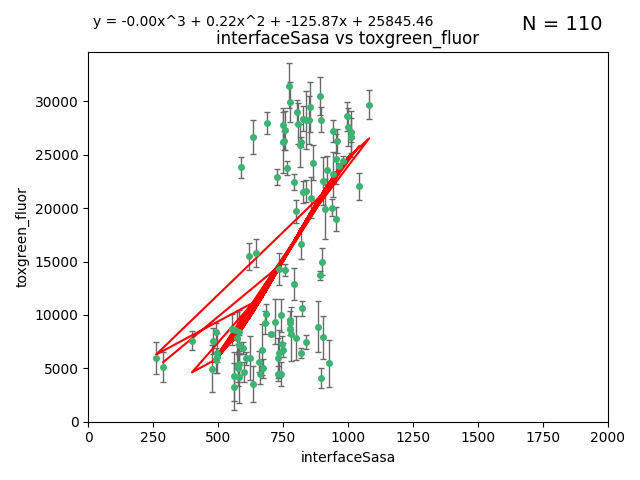 y = -0.00x^3 + 0.22x^2 + -125.87x + 25845.46
N = 110
interfaceSasa vs toxgreen_fluor
toxgreen_fluor
30000
25000
20000
15000
10000
5000
0
0 250 500 750 1000 1250 1500 1750 2000
interfaceSasa